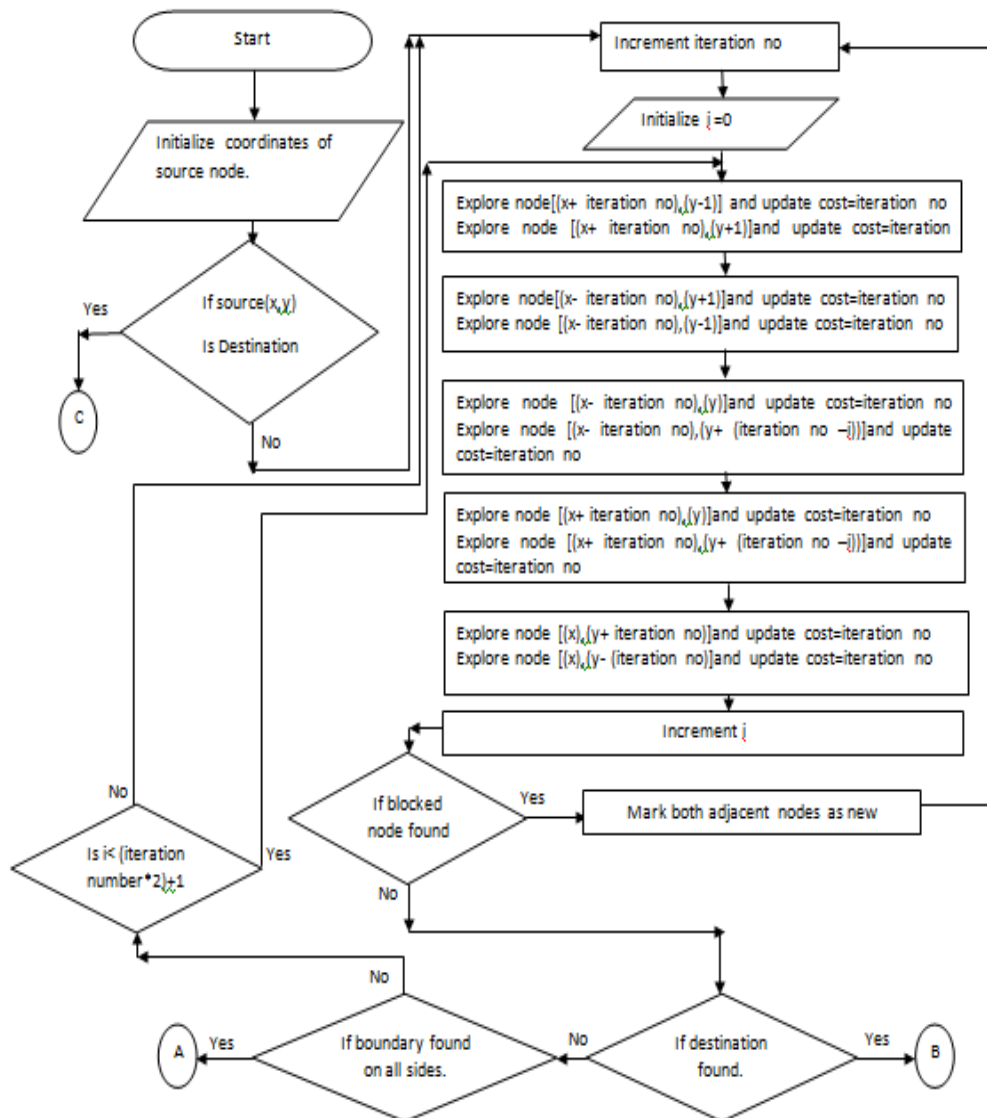 Start
Initialize coordinates of
source node.
If source(x,y)
Is Destination
Yes
C
No
Increment iteration no
Initialize i =0
Explore node[(x+ iteration no),(y-1)] and update cost=iteration no
Explore node [(x+ iteration no),(y+1)]and update cost=iteration
Explore node[(x- iteration no),(y+1)]and update cost=iteration no
Explore node [(x- iteration no),(y-1)]and update cost=iteration no
Explore node [(x- iteration no),(y)]and update cost=iteration no
Explore node [(x- iteration no),(y+ (iteration no –i))]and update
cost=iteration no
Explore node [(x+ iteration no),(y)]and update cost=iteration no
Explore node [(x+ iteration no),(y+ (iteration no –i))]and update
cost=iteration no
Explore node [(x),(y+ iteration no)]and update cost=iteration no
Explore node [(x),(y- (iteration no)]and update cost=iteration no
Increment i
If blocked
node found
Yes
Mark both adjacent nodes as new
No
No
Is i< (iteration
number*2)+1
Yes
No
A
Yes
If boundary found
on all sides.
No
If destination
found.
Yes
B